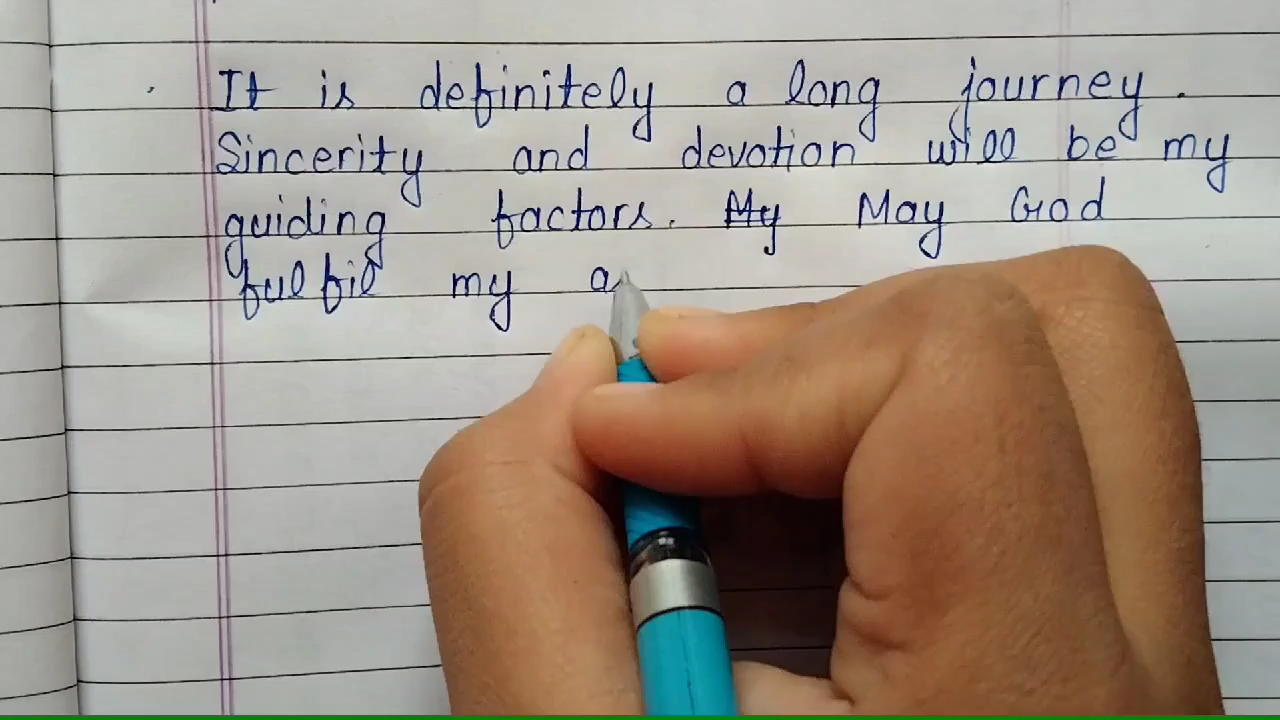 It is definitely a long journey.
Sincerity and devotion will be my
guiding factors. My May God
fulfil my a